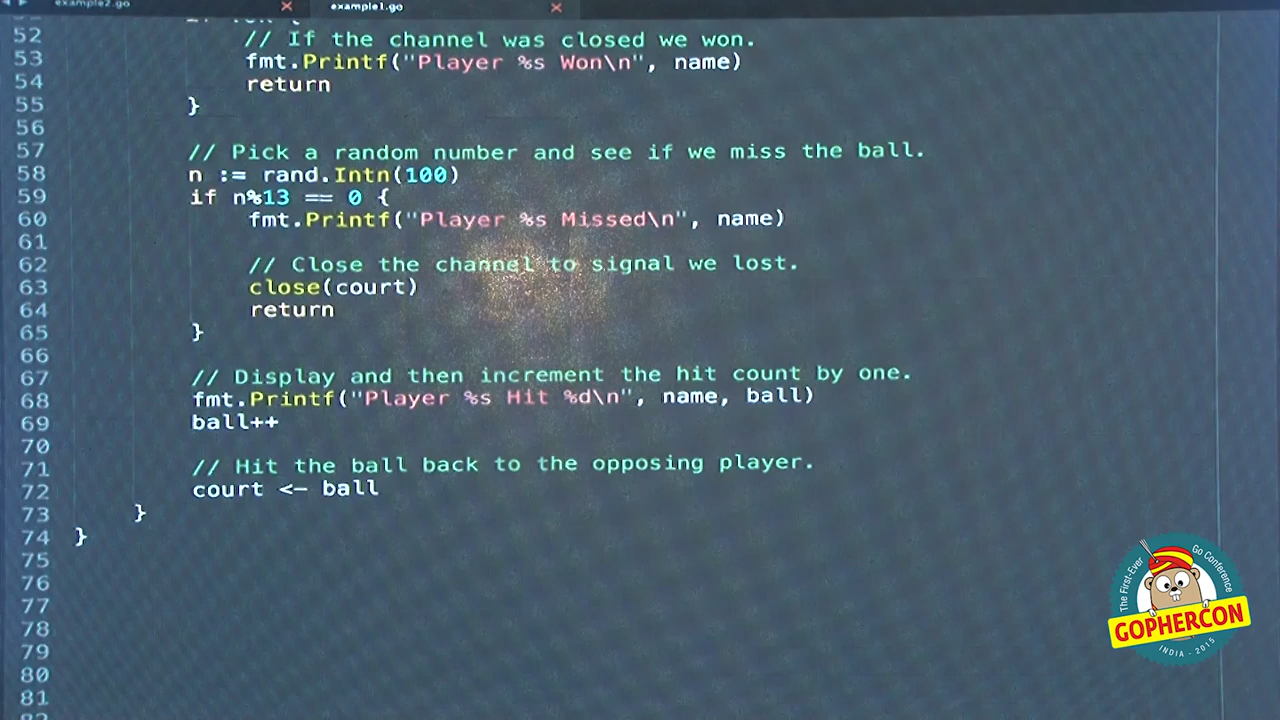 example2.go
example1.go
52 // If the channel was closed we won.
53 fmt.Printf("Player %s Won\n", name)
54 return
55 }
56
57 // Pick a random number and see if we miss the ball.
58 n := rand.Intn(100)
59 if n%13 == 0 {
60 fmt.Printf("Player %s Missed\n", name)
61
62 // Close the channel to signal we lost.
63 close(court)
64 return
65 }
66
67 // Display and then increment the hit count by one.
68 fmt.Printf("Player %s Hit %d\n", name, ball)
69 ball++
70
71 // Hit the ball back to the opposing player.
72 court <- ball
73 }
74 }
75
76
77
78
79
80
81
The First-Ever Go Conference
GOPHERCON
INDIA - 2015